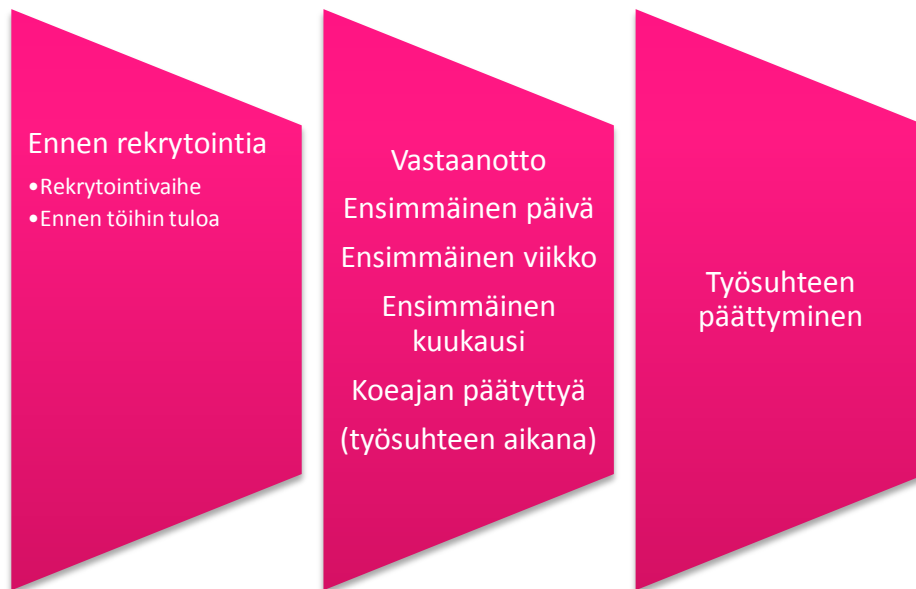 Ennen rekrytointia
•Rekrytointivaihe
•Ennen töihin tuloa
Vastaanotto
Ensimmäinen päivä
Ensimmäinen viikko
Ensimmäinen
kuukausi
Koeajan päätyttyä
(työsuhteen aikana)
Työsuhteen
päättyminen